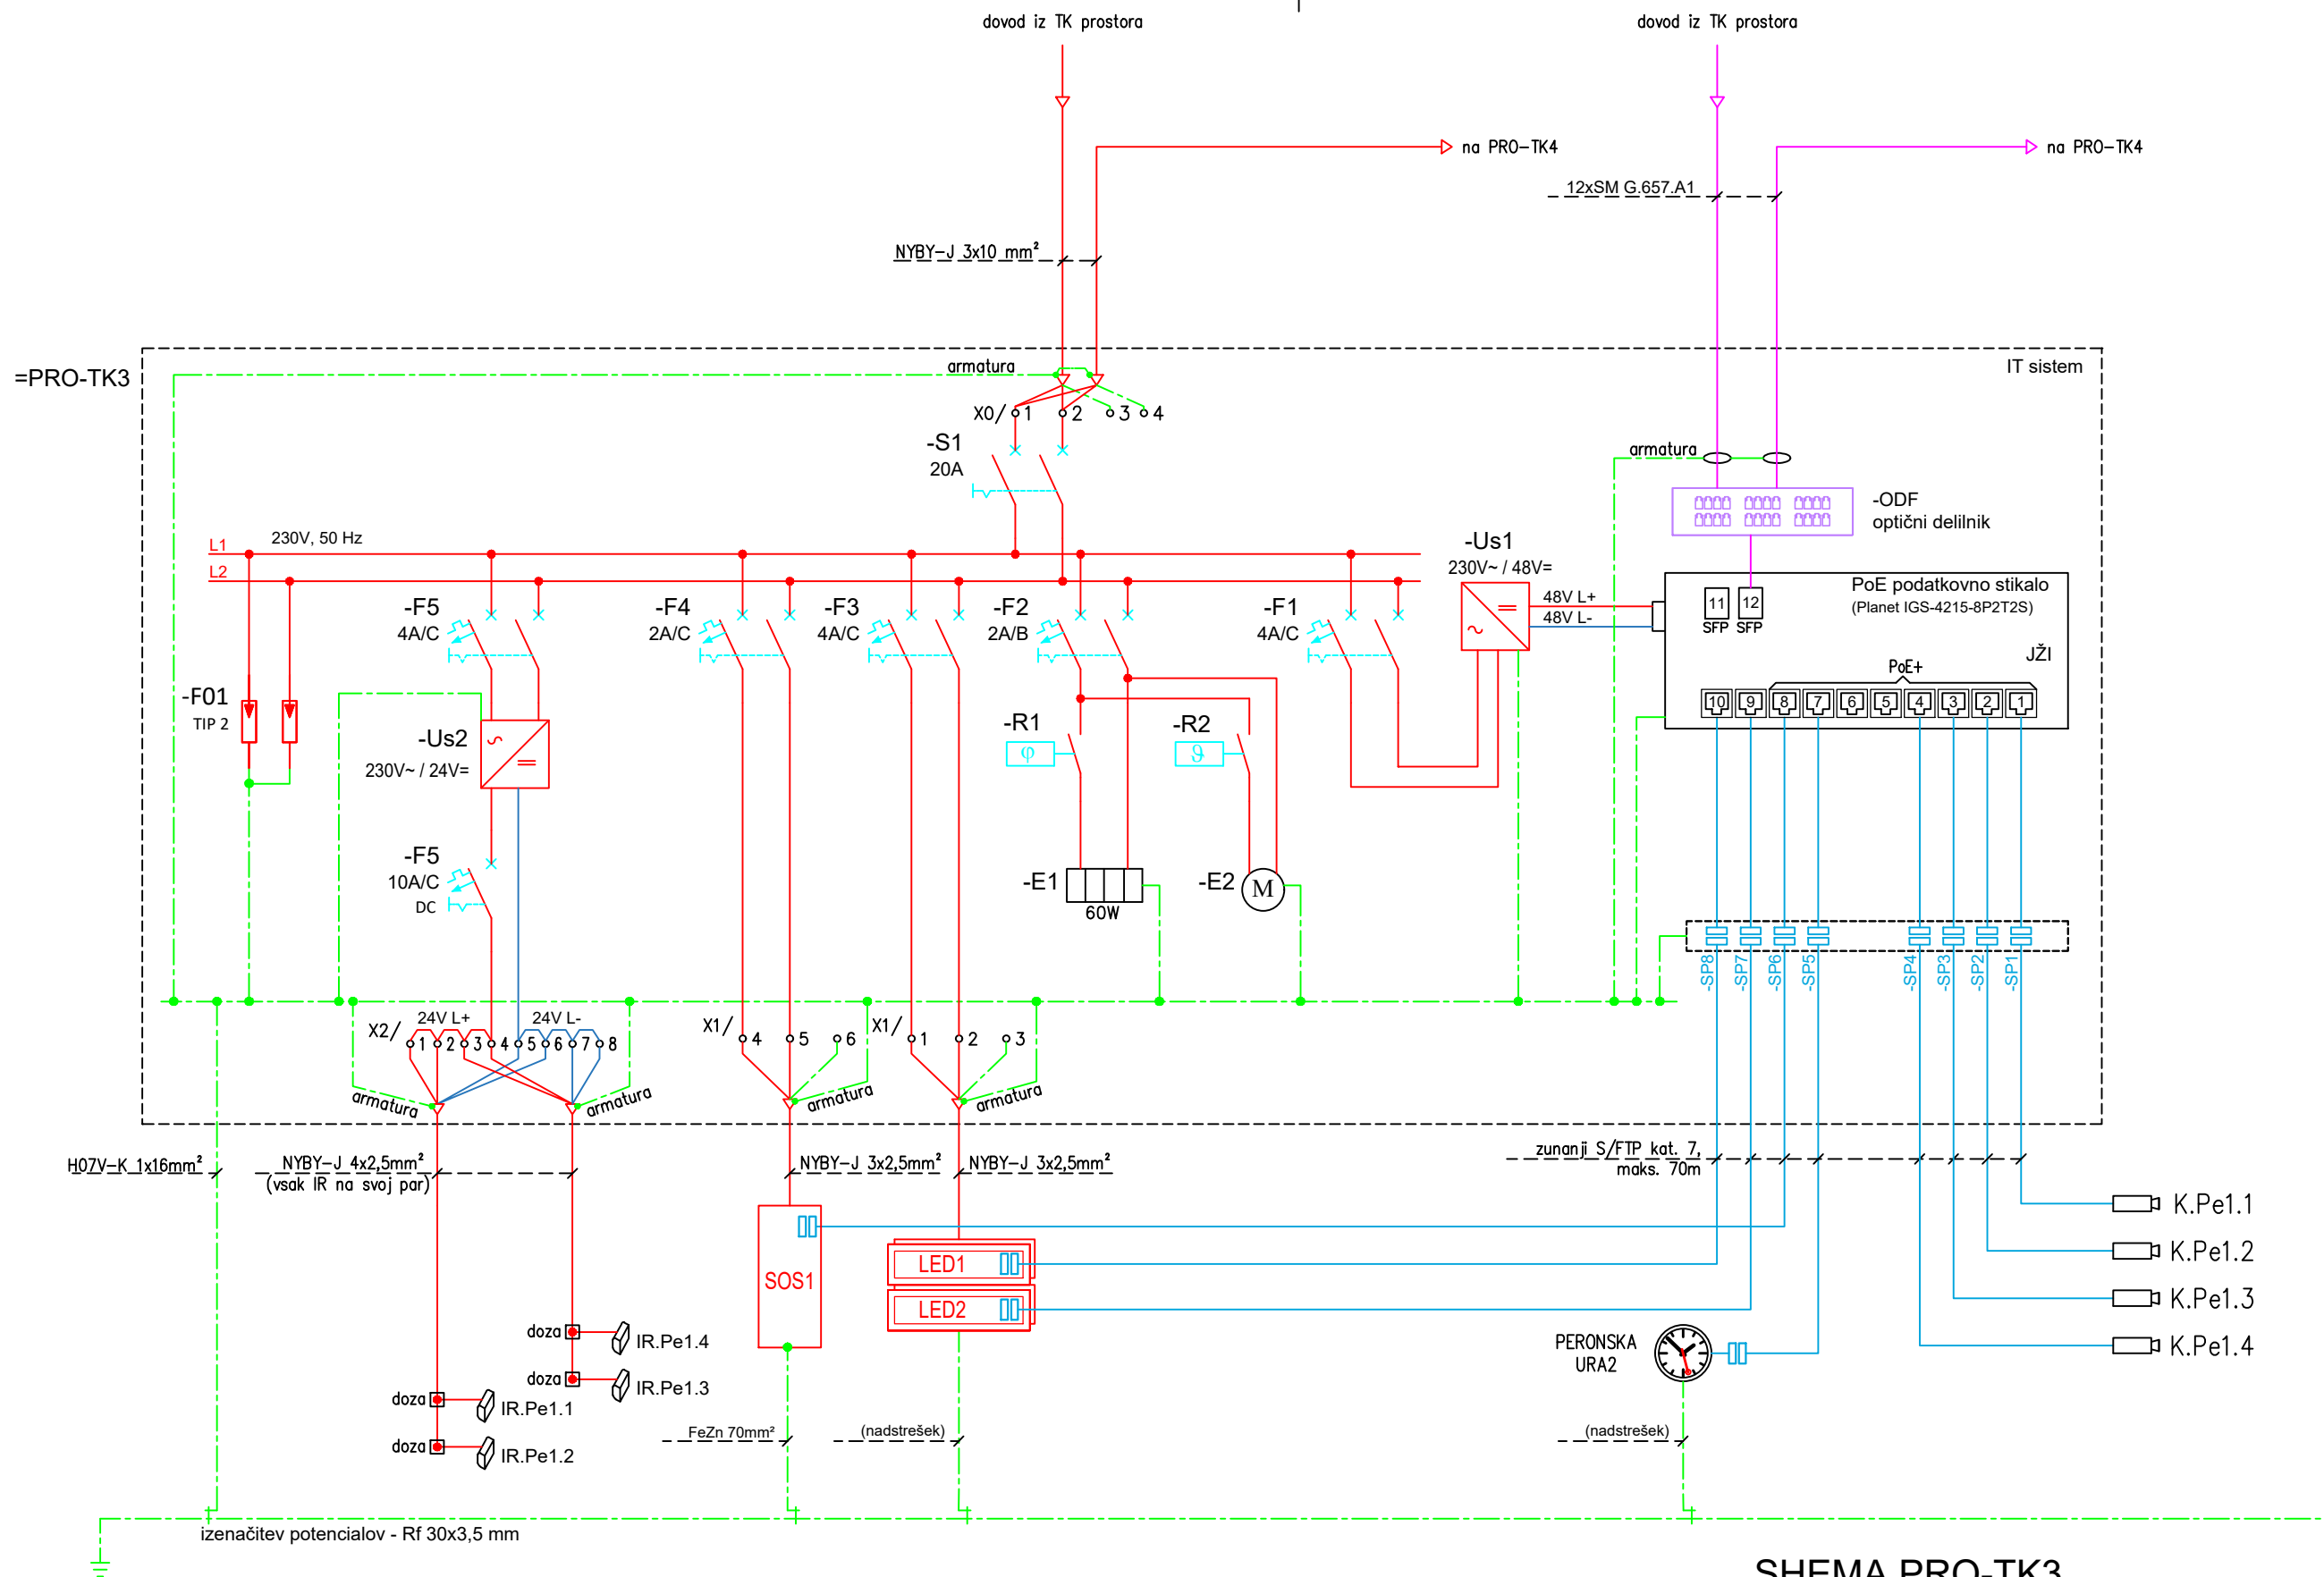 dovod iz TK prostora
dovod iz TK prostora
na PRO-TK4
na PRO-TK4
12xSM G.657.A1
NYBY-J 3x10 mm²
=PRO-TK3
armatura
IT sistem
X0/ 1 2 3 4
-S1
20A
armatura
-ODF
optični delilnik
L1
230V, 50 Hz
L2
-Us1
230V~ / 48V=
48V L+
48V L-
PoE podatkovno stikalo
(Planet IGS-4215-8P2T2S)
11
12
SFP
SFP
JŽI
PoE+
10 9 8 7 6 5 4 3 2 1
-F5
4A/C
-F4
2A/C
-F3
4A/C
-F2
2A/B
-F1
4A/C
-F01
TIP 2
-Us2
230V~ / 24V=
-R1
φ
-R2
ϑ
-F5
10A/C
DC
-E1
60W
-E2
M
-SP8
-SP7
-SP6
-SP5
-SP4
-SP3
-SP2
-SP1
24V L+
24V L-
X2/ 1 2 3 4 5 6 7 8
X1/ 4 5 6
X1/ 1 2 3
armatura
armatura
armatura
armatura
H07V-K 1x16mm²
NYBY-J 4x2,5mm²
(vsak IR na svoj par)
NYBY-J 3x2,5mm²
NYBY-J 3x2,5mm²
zunanji S/FTP kat. 7,
maks. 70m
K.Pe1.1
K.Pe1.2
K.Pe1.3
K.Pe1.4
SOS1
LED1
LED2
doza
IR.Pe1.4
doza
IR.Pe1.3
doza
IR.Pe1.1
doza
IR.Pe1.2
PERONSKA
URA2
FeZn 70mm²
(nadstrešek)
(nadstrešek)
izenačitev potencialov - Rf 30x3,5 mm
SHEMA PRO-TK3